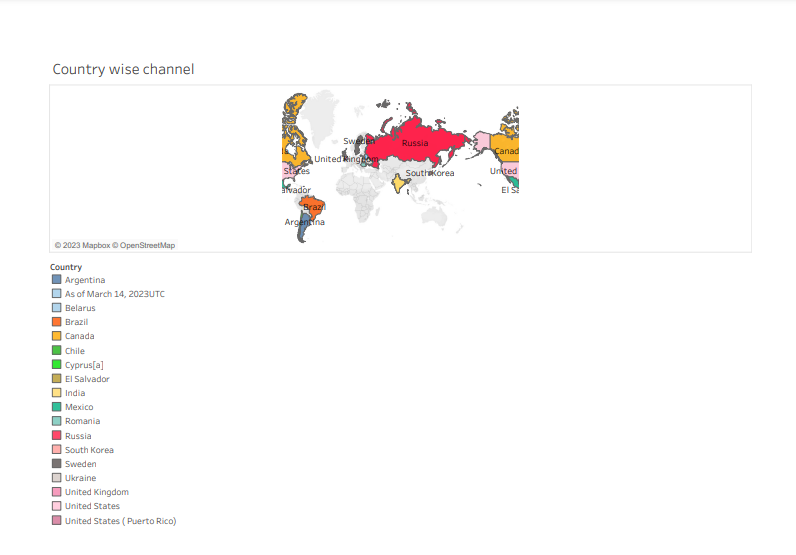 Country wise channel
Sweden
Russia
Canad
United Kingdom
States
South Korea
United
alvador
El Sa
Brazil
Argentina
© 2023 Mapbox © OpenStreetMap
Country
Argentina
As of March 14, 2023UTC
Belarus
Brazil
Canada
Chile
Cyprus[a]
El Salvador
India
Mexico
Romania
Russia
South Korea
Sweden
Ukraine
United Kingdom
United States
United States ( Puerto Rico)